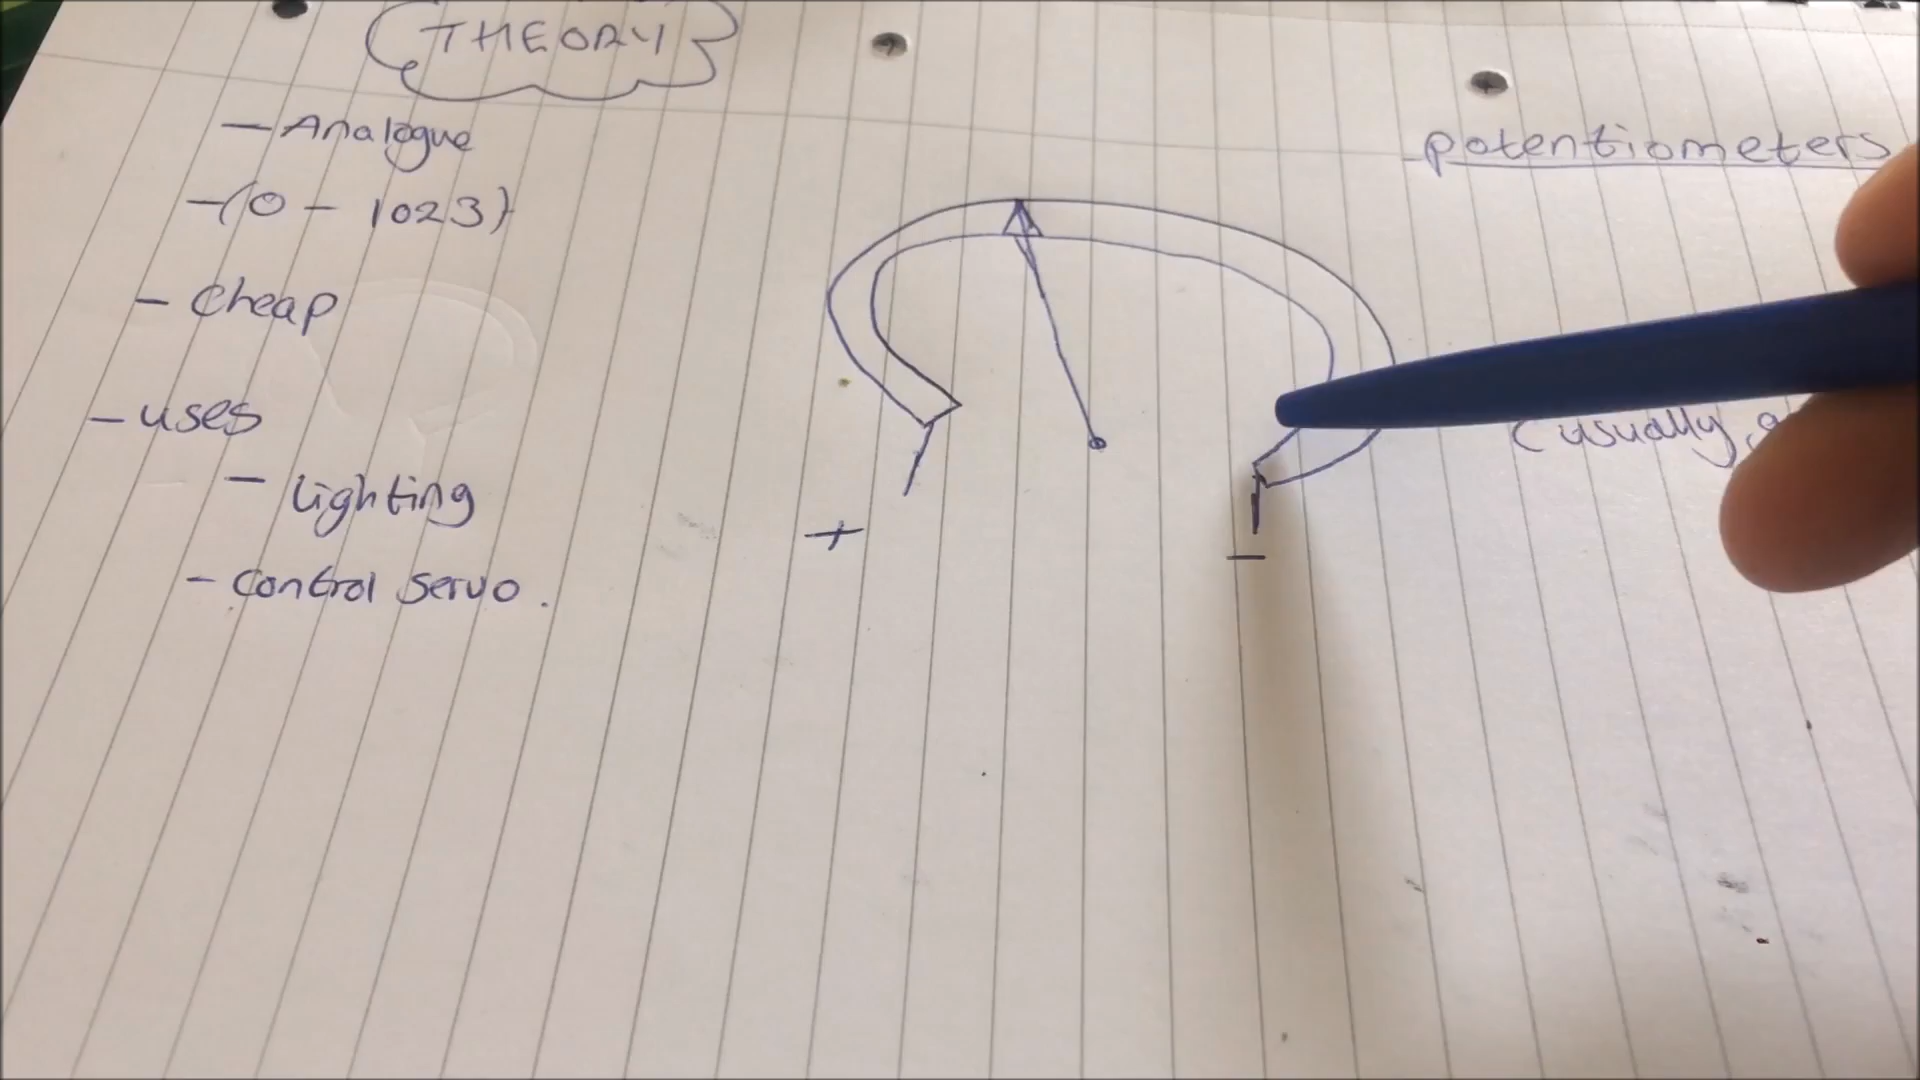 THEORY
- Analogue
- (0 - 1023)
- Cheap
- uses
- lighting
- control servo.
potentiometers
(usually
+
-